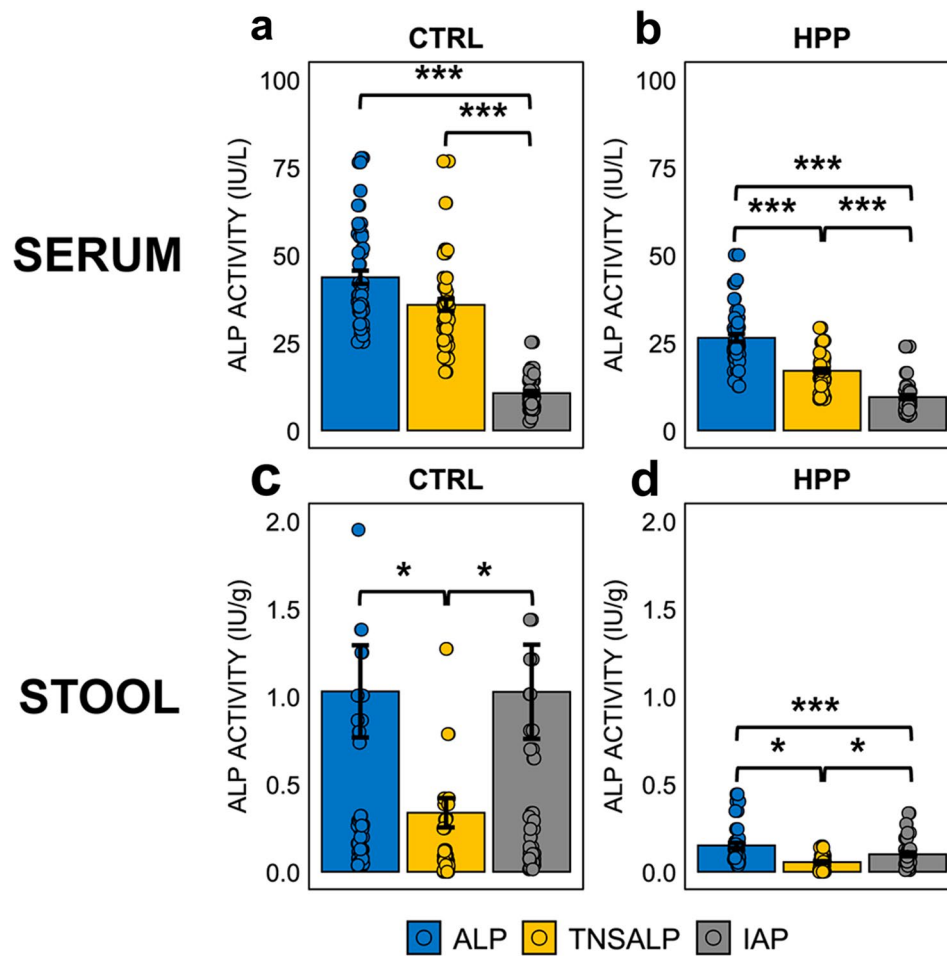 a
CTRL
b
HPP
SERUM
ALP ACTIVITY (IU/L)
100
75
50
25
0
***
***
ALP ACTIVITY (IU/L)
100
75
50
25
0
***
***
***
c
CTRL
d
HPP
STOOL
ALP ACTIVITY (IU/g)
2.0
1.5
1.0
0.5
0.0
*
*
ALP ACTIVITY (IU/g)
2.0
1.5
1.0
0.5
0.0
***
*
*
ALP TNSALP IAP